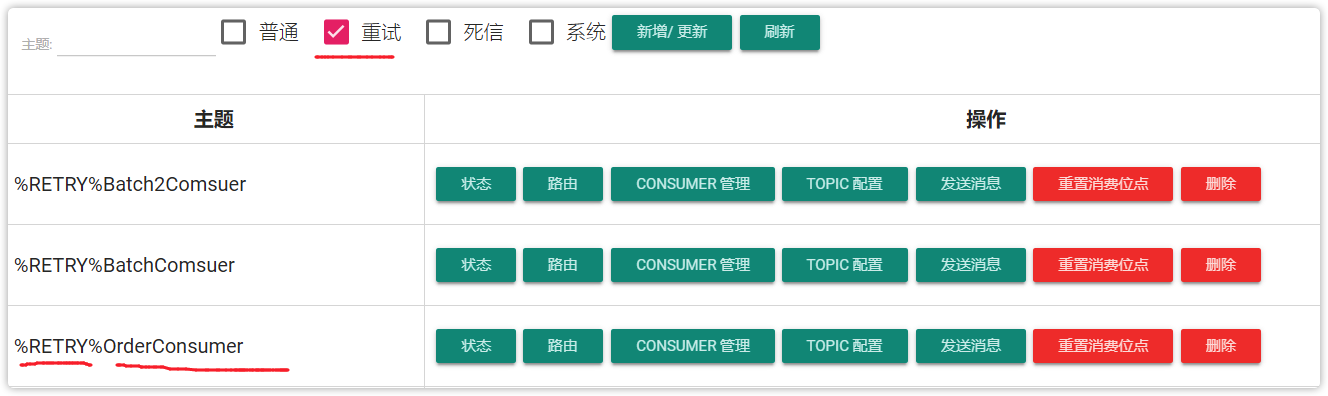 主题: 普通 重试 死信 系统 新增/ 更新 刷新
主题 操作
%RETRY%Batch2Comsuer 状态 路由 CONSUMER 管理 TOPIC 配置 发送消息 重置消费位点 删除
%RETRY%BatchComsuer 状态 路由 CONSUMER 管理 TOPIC 配置 发送消息 重置消费位点 删除
%RETRY%OrderConsumer 状态 路由 CONSUMER 管理 TOPIC 配置 发送消息 重置消费位点 删除